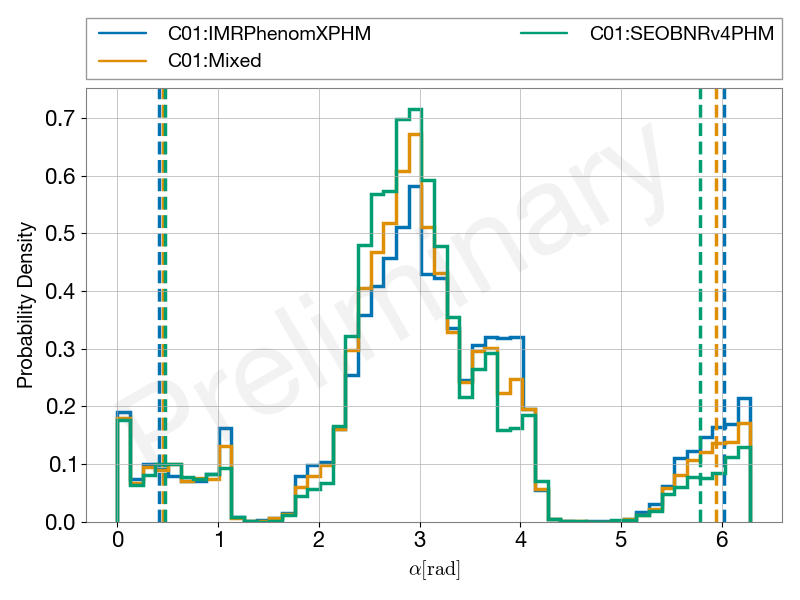 C01:IMRPhenomXPHM
C01:Mixed
C01:SEOBNRv4PHM
Preliminary
Probability Density
0.7
0.6
0.5
0.4
0.3
0.2
0.1
0.0
0 1 2 3 4 5 6
α[rad]